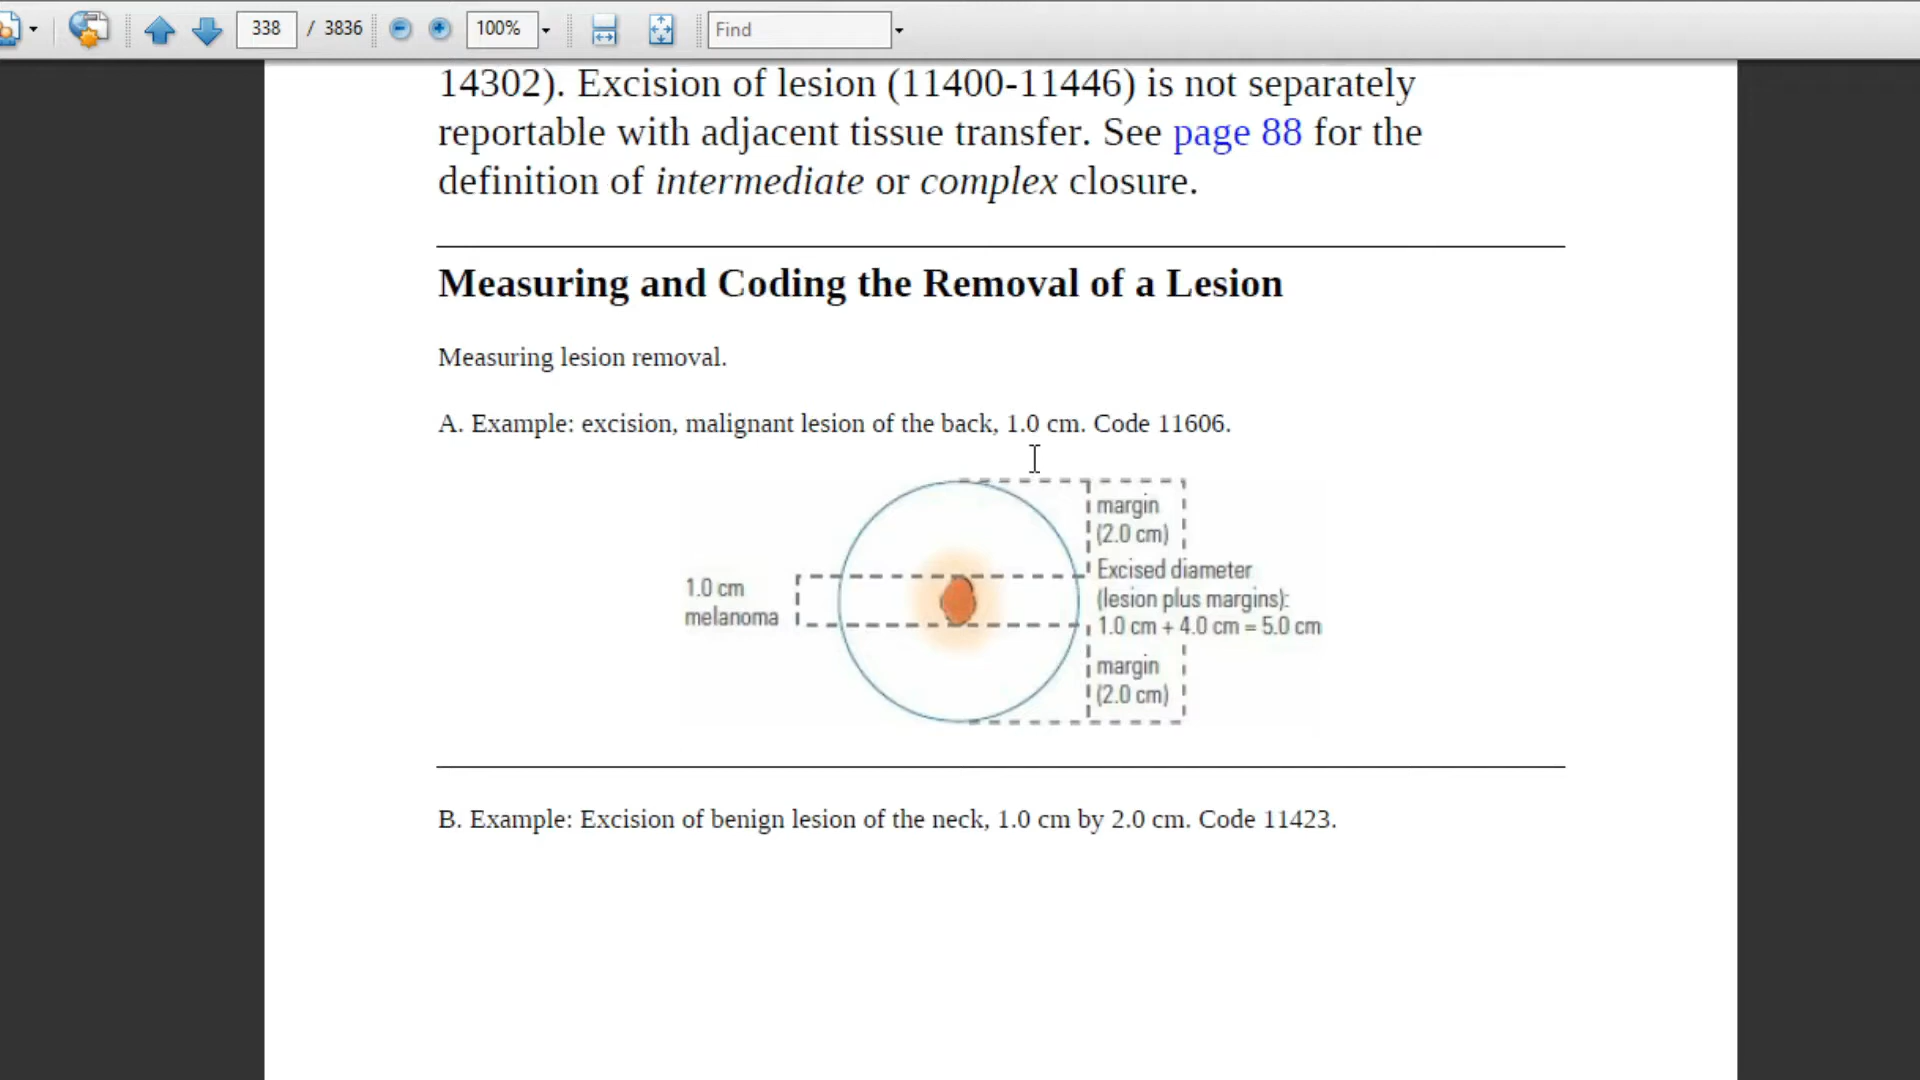 338 / 3836 100% Find
14302). Excision of lesion (11400-11446) is not separately
reportable with adjacent tissue transfer. See page 88 for the
definition of intermediate or complex closure.
Measuring and Coding the Removal of a Lesion
Measuring lesion removal.
A. Example: excision, malignant lesion of the back, 1.0 cm. Code 11606.
margin
(2.0 cm)
1.0 cm
melanoma
Excised diameter
(lesion plus margins):
1.0 cm + 4.0 cm = 5.0 cm
margin
(2.0 cm)
B. Example: Excision of benign lesion of the neck, 1.0 cm by 2.0 cm. Code 11423.